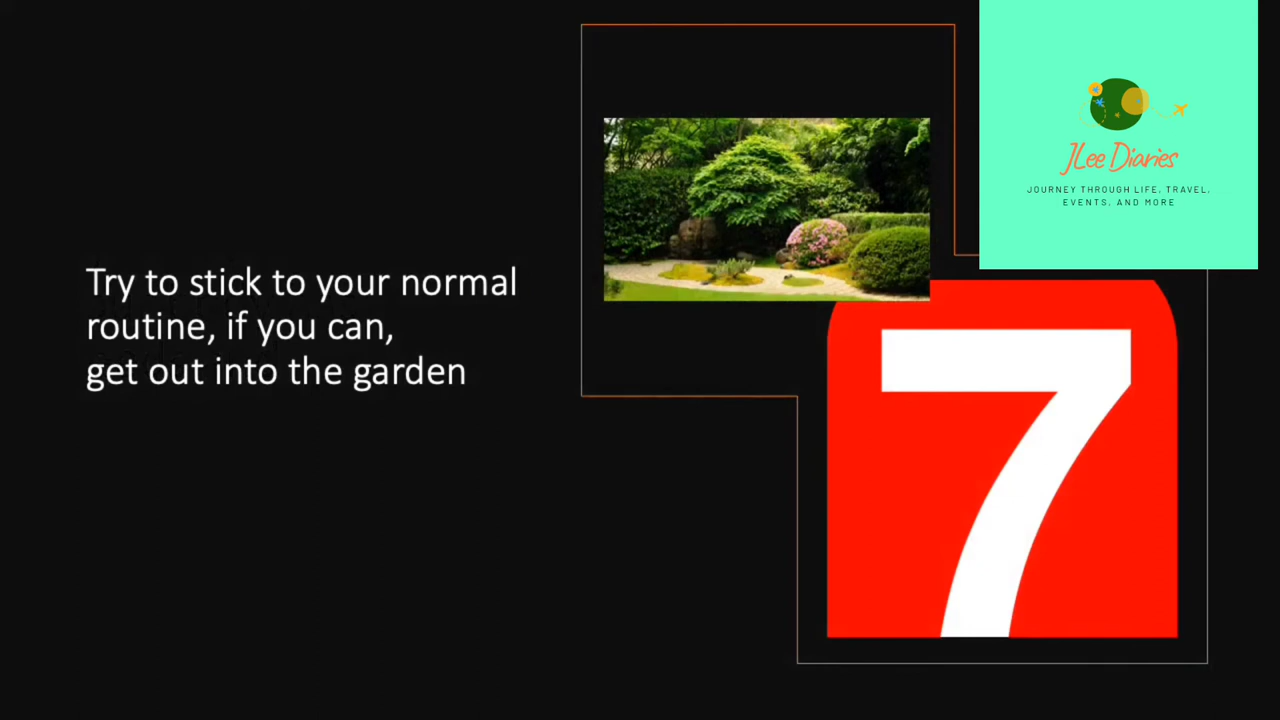 Try to stick to your normal
routine, if you can,
get out into the garden
JLee Diaries
JOURNEY THROUGH LIFE, TRAVEL,
EVENTS, AND MORE
7